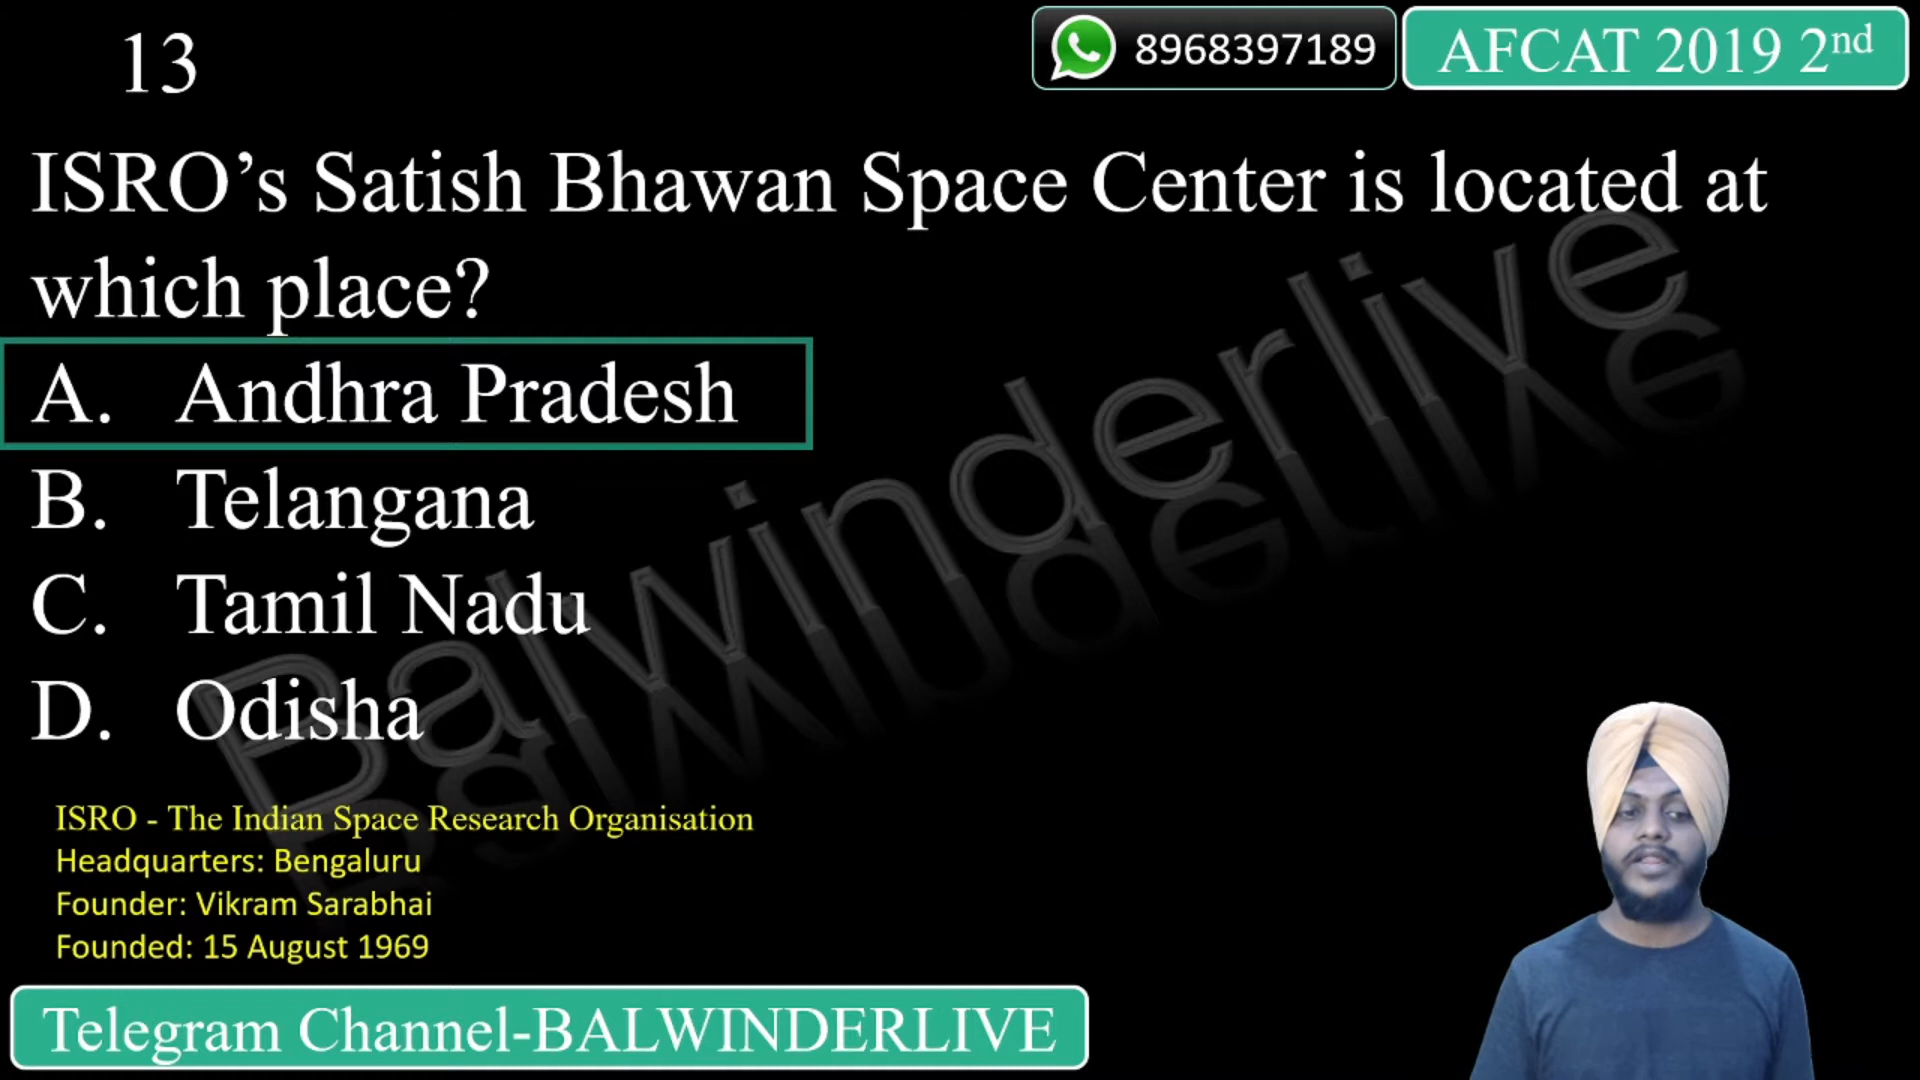 13
8968397189
AFCAT 2019 2nd
ISRO’s Satish Bhawan Space Center is located at
which place?
A. Andhra Pradesh
B. Telangana
C. Tamil Nadu
D. Odisha
Balwinderlive
ISRO - The Indian Space Research Organisation
Headquarters: Bengaluru
Founder: Vikram Sarabhai
Founded: 15 August 1969
Telegram Channel-BALWINDERLIVE